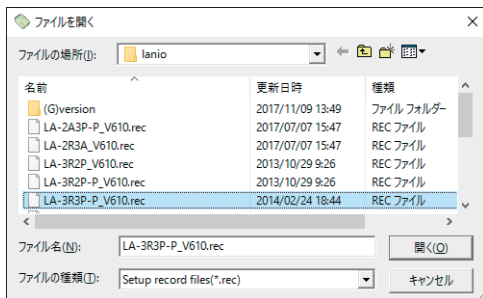 ファイルを開く
ファイルの場所(I): lanio
名前 更新日時 種類
(G)version 2017/11/09 13:49 ファイル フォルダー
LA-2A3P-P_V610.rec 2017/07/07 15:47 REC ファイル
LA-2R3A_V610.rec 2017/07/07 15:47 REC ファイル
LA-3R2P_V610.rec 2013/10/29 9:26 REC ファイル
LA-3R2P-P_V610.rec 2013/10/29 9:26 REC ファイル
LA-3R3P-P_V610.rec 2014/02/24 18:44 REC ファイル
ファイル名(N): LA-3R3P-P_V610.rec 開く(O)
ファイルの種類(T): Setup record files(*.rec) キャンセル